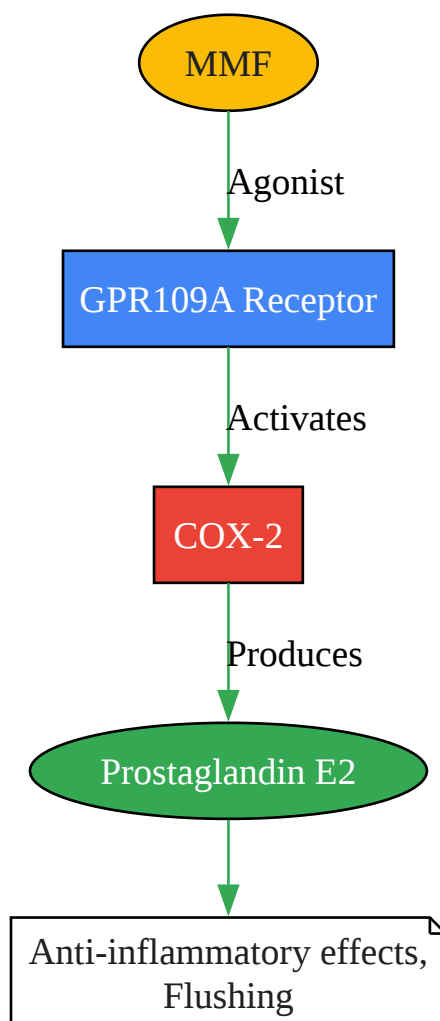 MMF
Agonist
GPR109A Receptor
Activates
COX-2
Produces
Prostaglandin E2
Anti-inflammatory effects,
Flushing